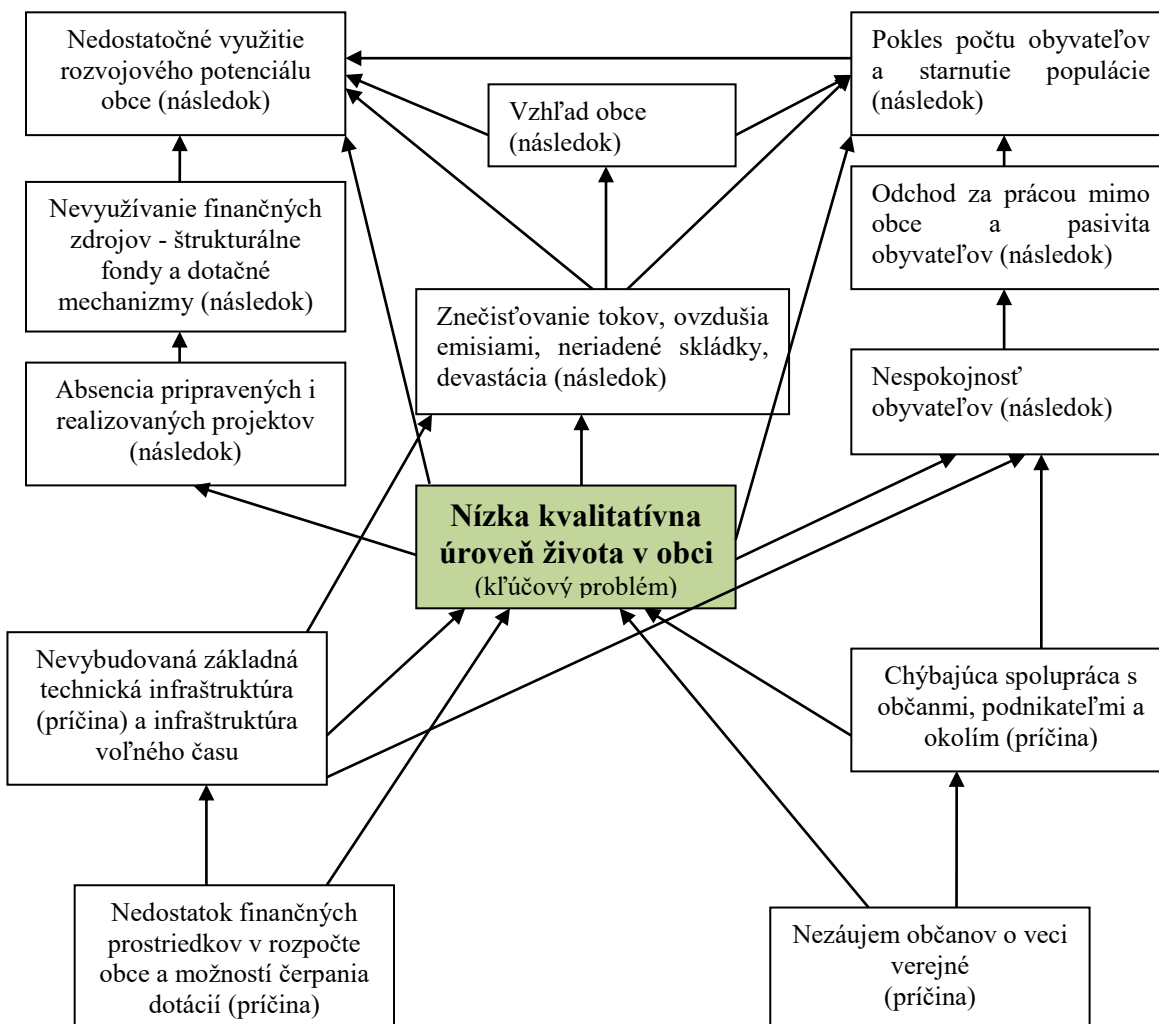 Nedostatočné využitie
rozvojového potenciálu
obce (následok)
Pokles počtu obyvateľov
a starnutie populácie
(následok)
Vzhľad obce
(následok)
Nevyužívanie finančných
zdrojov - štrukturálne
fondy a dotačné
mechanizmy (následok)
Odchod za prácou mimo
obce a pasivita
obyvateľov (následok)
Znečisťovanie tokov, ovzdušia
emisiami, neriadené skládky,
devastácia (následok)
Absencia pripravených i
realizovaných projektov
(následok)
Nespokojnosť
obyvateľov (následok)
Nízka kvalitatívna
úroveň života v obci
(kľúčový problém)
Nevybudovaná základná
technická infraštruktúra
(príčina) a infraštruktúra
voľného času
Chýbajúca spolupráca s
občanmi, podnikateľmi a
okolím (príčina)
Nedostatok finančných
prostriedkov v rozpočte
obce a možností čerpania
dotácií (príčina)
Nezáujem občanov o veci
verejné
(príčina)